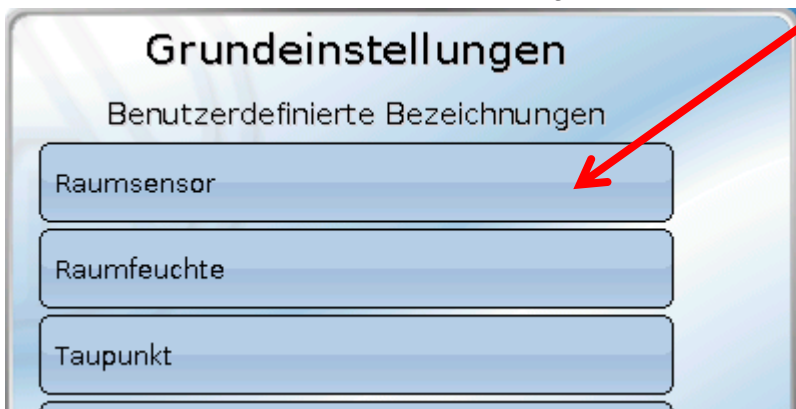 Grundeinstellungen
Benutzerdefinierte Bezeichnungen
Raumsensor
Raumfeuchte
Taupunkt